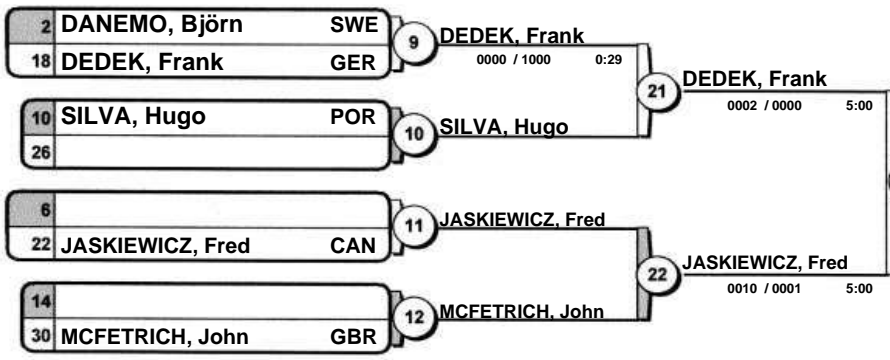 2 DANEMO, Björn SWE
18 DEDEK, Frank GER
9
DEDEK, Frank
0000 / 1000 0:29
10 SILVA, Hugo POR
26
10
SILVA, Hugo
21
DEDEK, Frank
0002 / 0000 5:00
6
22 JASKIEWICZ, Fred CAN
11
JASKIEWICZ, Fred
14
30 MCFETRICH, John GBR
12
MCFETRICH, John
22
JASKIEWICZ, Fred
0010 / 0001 5:00